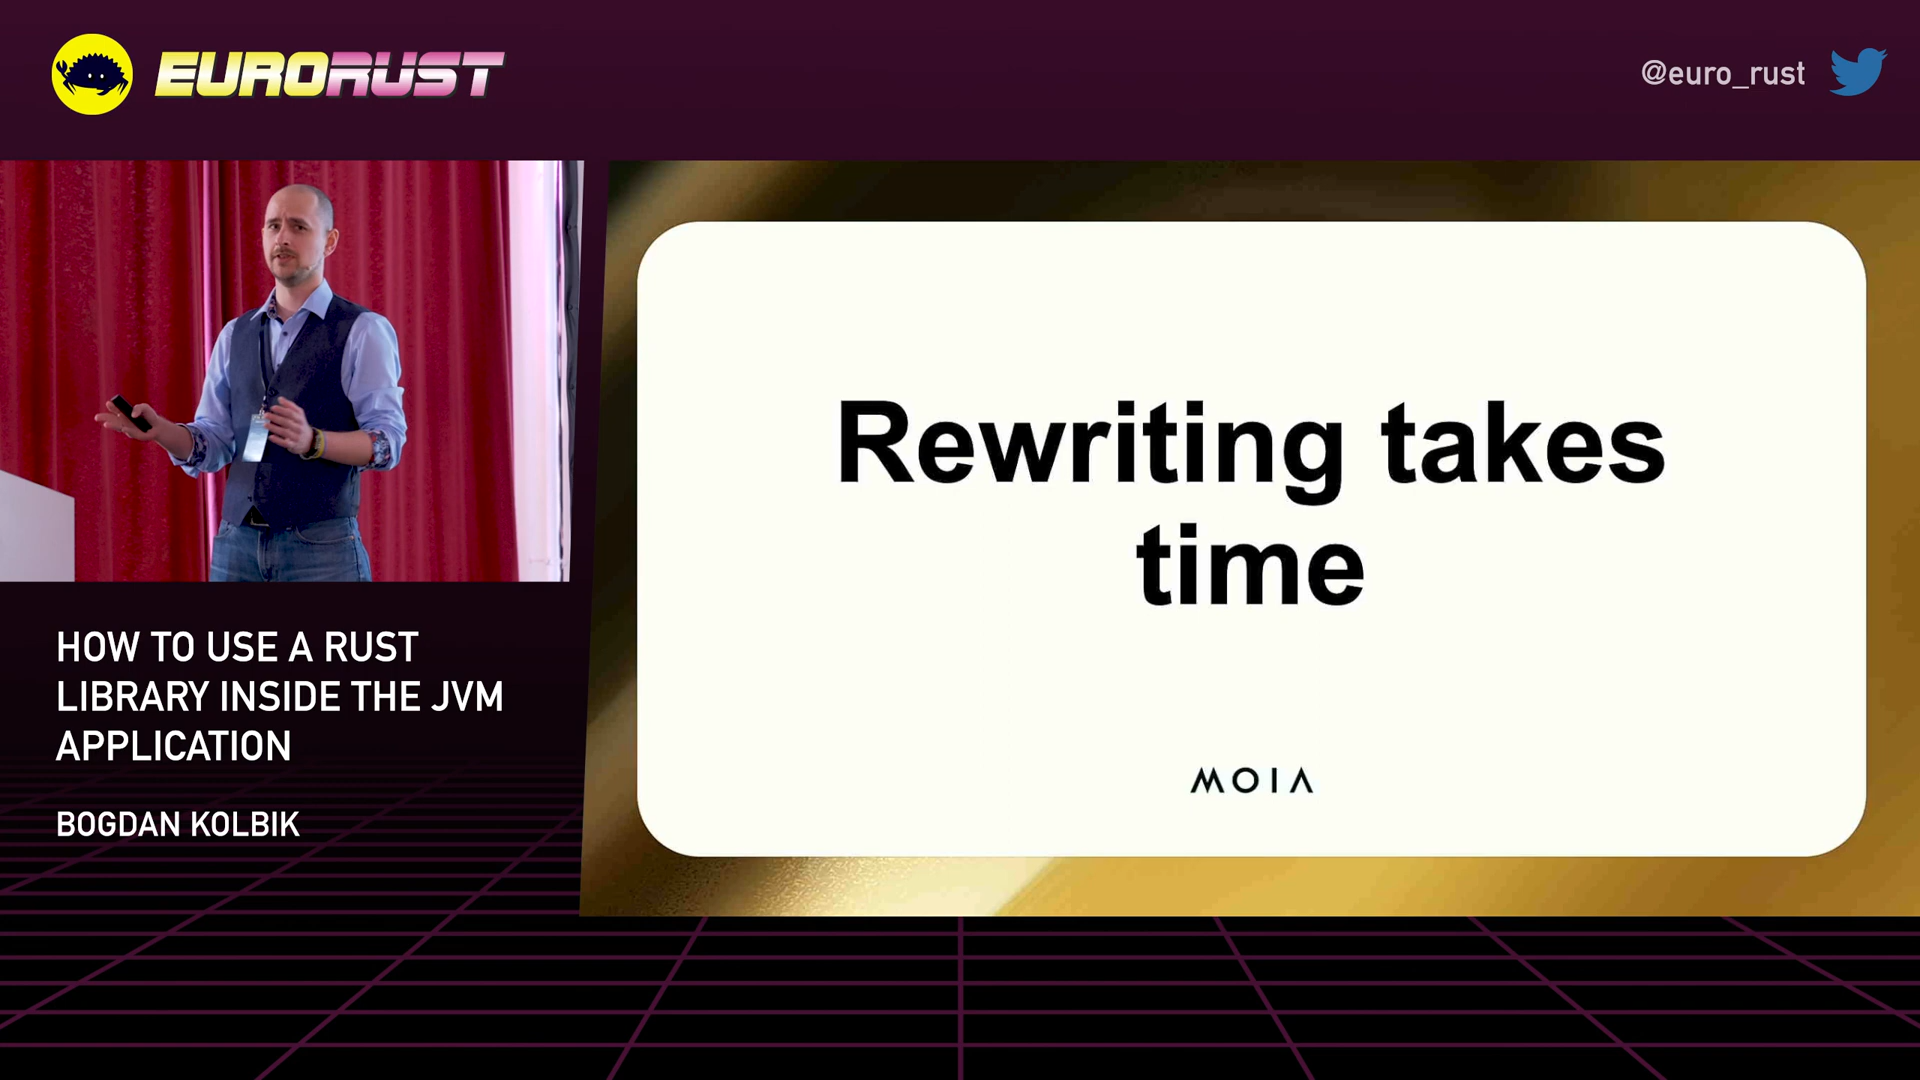 EURORUST
@euro_rust
Rewriting takes
time
MOIA
HOW TO USE A RUST
LIBRARY INSIDE THE JVM
APPLICATION
BOGDAN KOLBIK